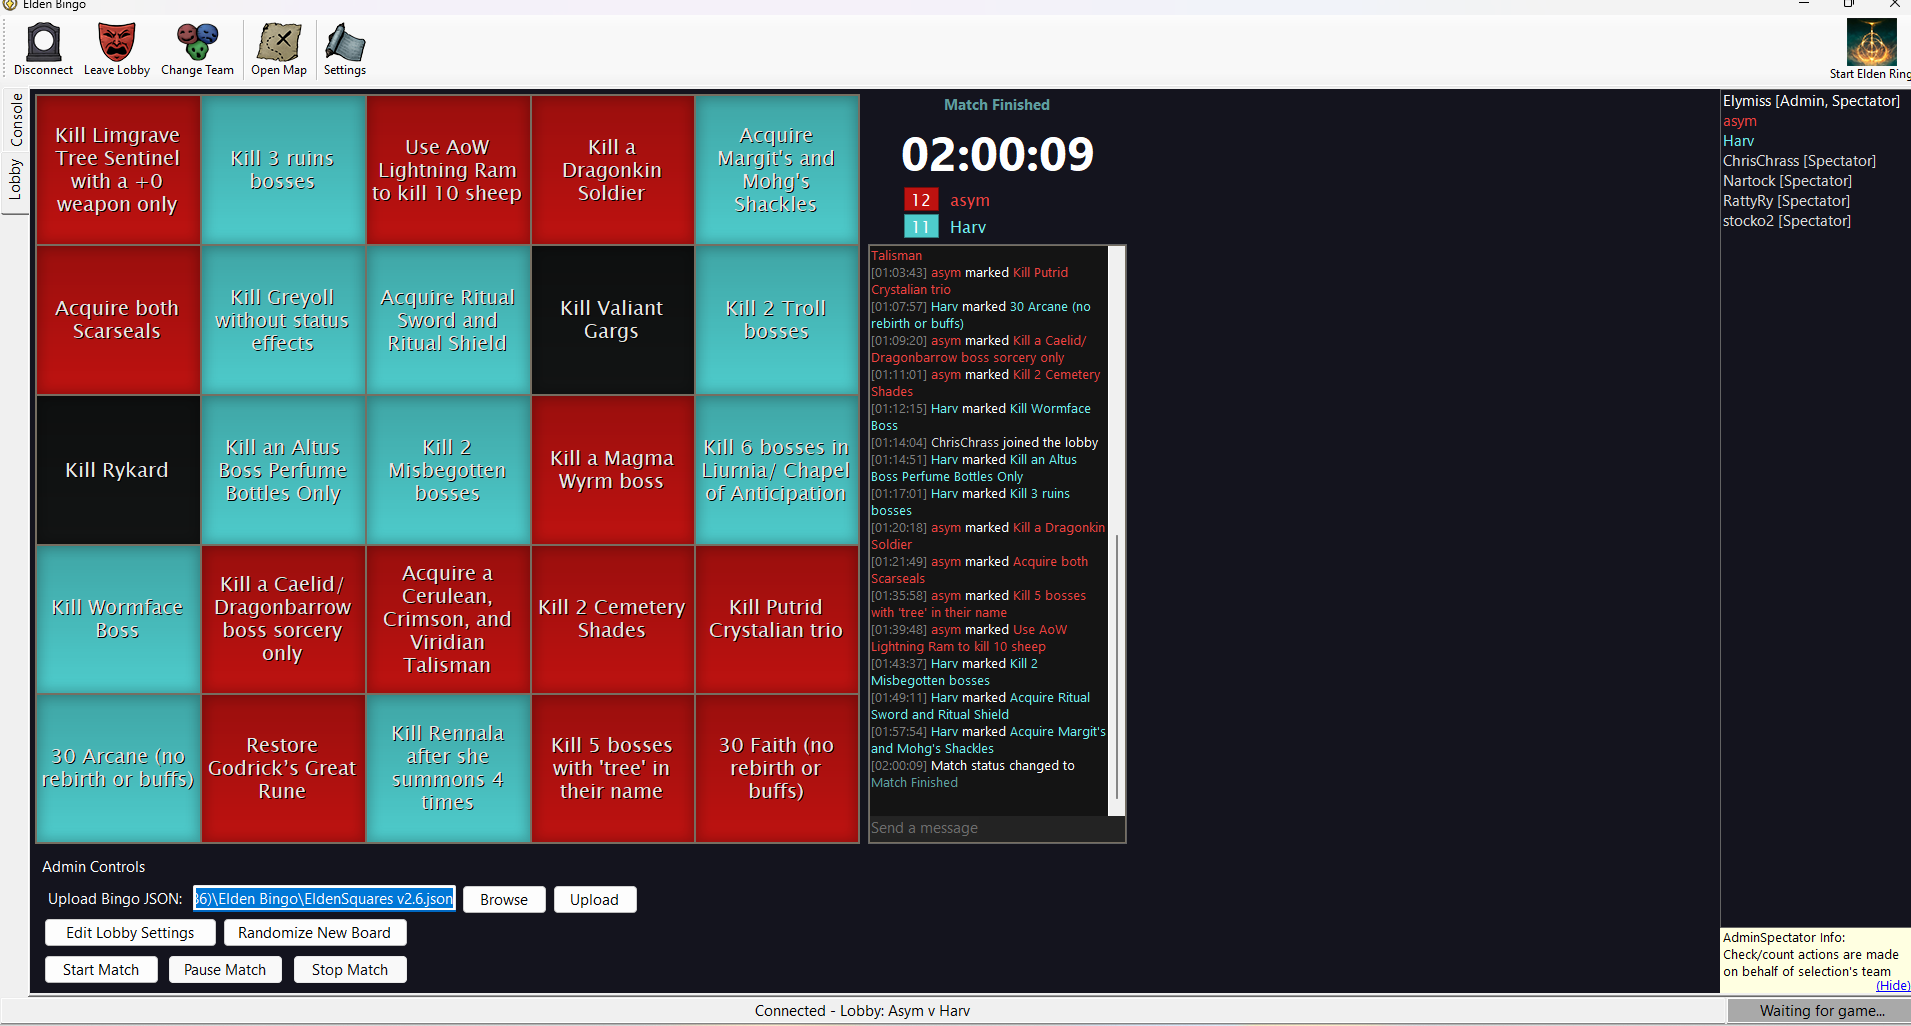 Elden Bingo
Disconnect
Leave Lobby
Change Team
Open Map
Settings
Start Elden Ring
Console
Lobby
Kill Limgrave
Tree Sentinel
with a +0
weapon only
Kill 3 ruins
bosses
Use AoW
Lightning Ram
to kill 10 sheep
Kill a
Dragonkin
Soldier
Acquire
Margit's and
Mohg's
Shackles
Acquire both
Scarseals
Kill Greyoll
without status
effects
Acquire Ritual
Sword and
Ritual Shield
Kill Valiant
Gargs
Kill 2 Troll
bosses
Kill Rykard
Kill an Altus
Boss Perfume
Bottles Only
Kill 2
Misbegotten
bosses
Kill a Magma
Wyrm boss
Kill 6 bosses in
Liurnia/ Chapel
of Anticipation
Kill Wormface
Boss
Kill a Caelid/
Dragonbarrow
boss sorcery
only
Acquire a
Cerulean,
Crimson, and
Viridian
Talisman
Kill 2 Cemetery
Shades
Kill Putrid
Crystalian trio
30 Arcane (no
rebirth or buffs)
Restore
Godrick’s Great
Rune
Kill Rennala
after she
summons 4
times
Kill 5 bosses
with 'tree' in
their name
30 Faith (no
rebirth or
buffs)
Match Finished
02:00:09
12 asym
11 Harv
Talisman
[01:03:43] asym marked Kill Putrid
Crystalian trio
[01:07:57] Harv marked 30 Arcane (no
rebirth or buffs)
[01:09:20] asym marked Kill a Caelid/
Dragonbarrow boss sorcery only
[01:11:01] asym marked Kill 2 Cemetery
Shades
[01:12:15] Harv marked Kill Wormface
Boss
[01:14:04] ChrisChrass joined the lobby
[01:14:51] Harv marked Kill an Altus
Boss Perfume Bottles Only
[01:17:01] Harv marked Kill 3 ruins
bosses
[01:20:18] asym marked Kill a Dragonkin
Soldier
[01:21:49] asym marked Acquire both
Scarseals
[01:35:58] asym marked Kill 5 bosses
with 'tree' in their name
[01:39:48] asym marked Use AoW
Lightning Ram to kill 10 sheep
[01:43:37] Harv marked Kill 2
Misbegotten bosses
[01:49:11] Harv marked Acquire Ritual
Sword and Ritual Shield
[01:57:54] Harv marked Acquire Margit's
and Mohg's Shackles
[02:00:09] Match status changed to
Match Finished
Send a message
Elymiss [Admin, Spectator]
asym
Harv
ChrisChrass [Spectator]
Nartock [Spectator]
RattyRy [Spectator]
stocko2 [Spectator]
Admin Controls
Upload Bingo JSON: 86)\Elden Bingo\EldenSquares v2.6.json Browse Upload
Edit Lobby Settings Randomize New Board
Start Match Pause Match Stop Match
AdminSpectator Info:
Check/count actions are made
on behalf of selection's team
(Hide)
Connected - Lobby: Asym v Harv
Waiting for game...